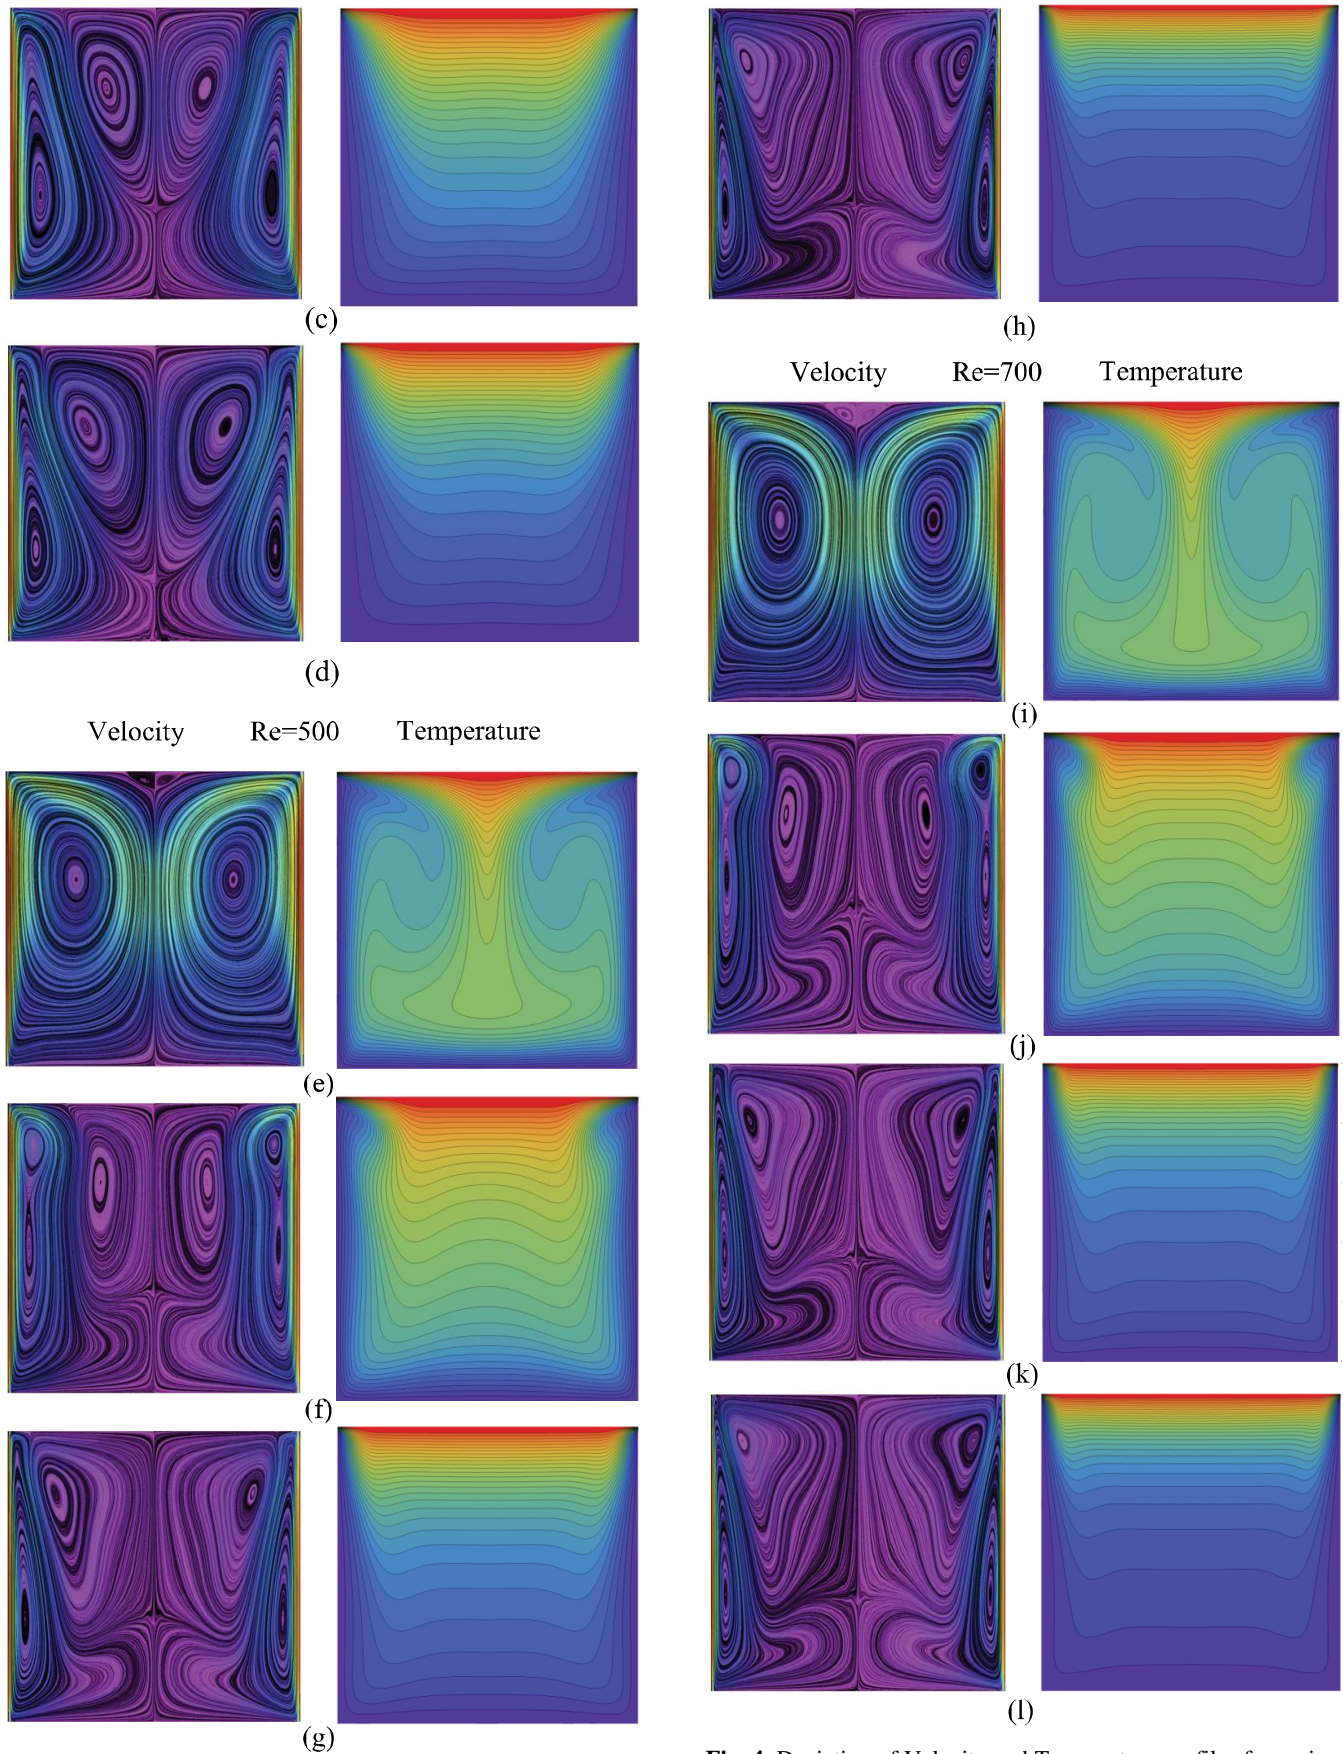 (c)
(d)
Velocity Re=500 Temperature
(e)
(f)
(g)
(h)
Velocity Re=700 Temperature
(i)
(j)
(k)
(l)